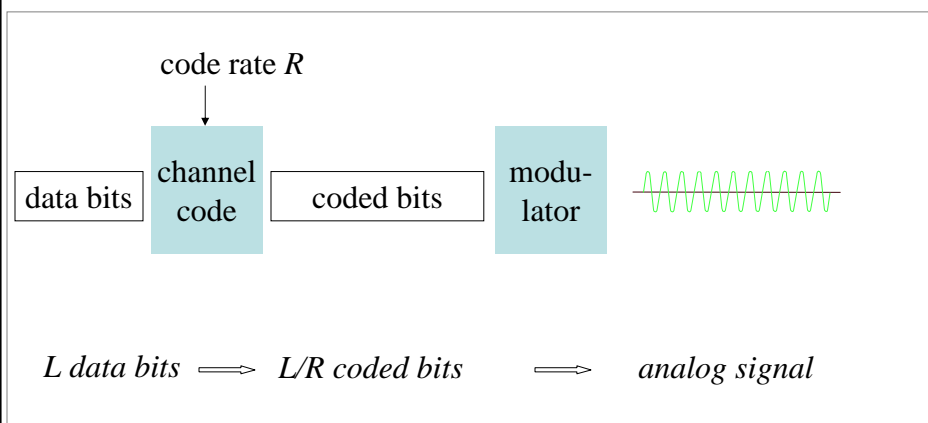 code rate R
data bits
channel
code
coded bits
modu-
lator
L data bits
L/R coded bits
analog signal